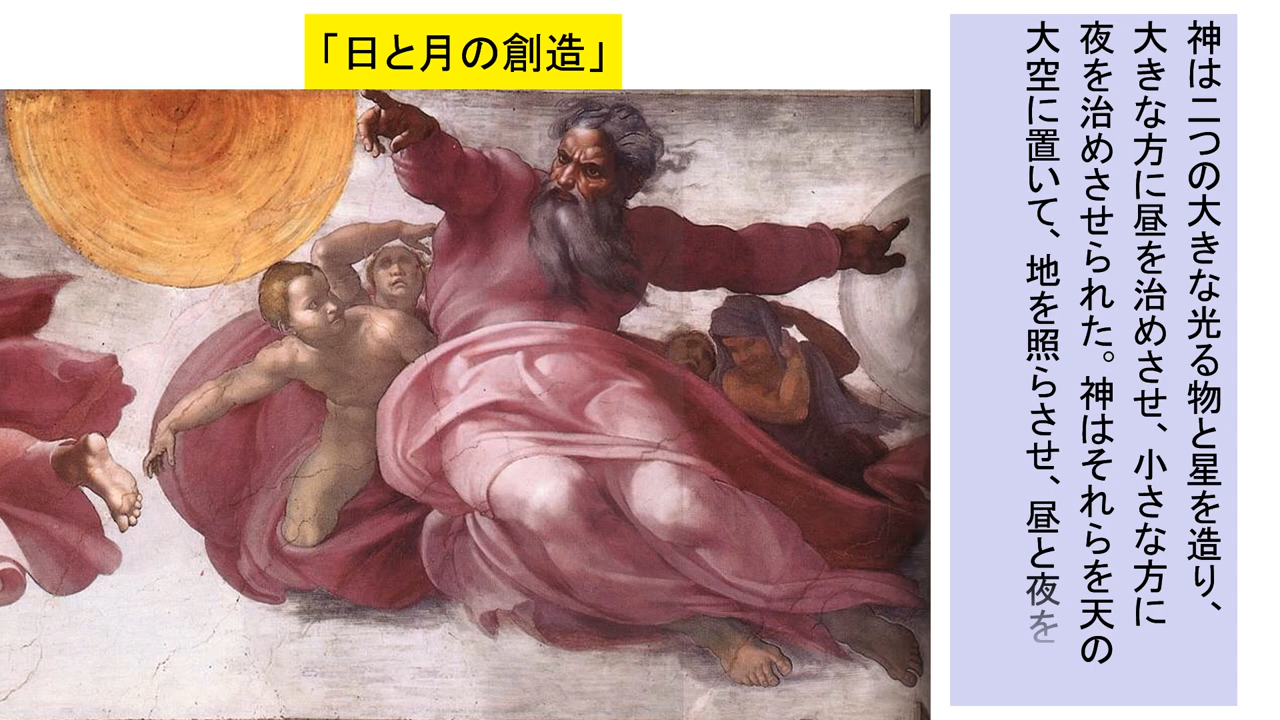 「日と月の創造」
神は二つの大きな光る物と星を造り、
大きな方に昼を治めさせ、小さな方に
夜を治めさせられた。神はそれらを天の
大空に置いて、地を照らさせ、昼と夜を